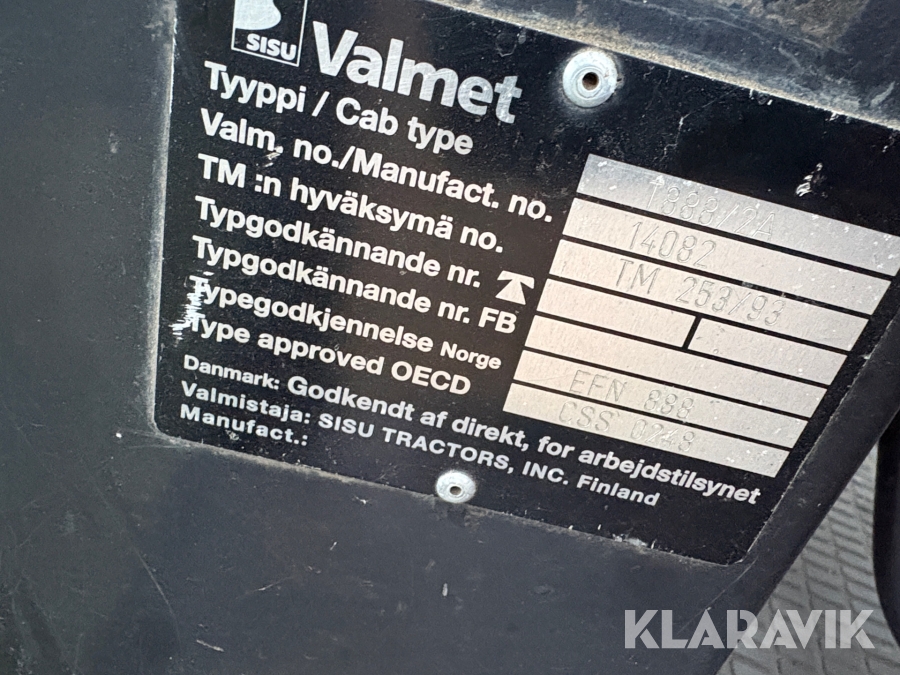 SISU
Valmet
Tyyppi / Cab type
Valm. no./Manufact. no. 14082
TM :n hyväksymä no. TM 253/93
Typgodkännande nr. T
Typgodkännande nr. FB
Typegodkjennelse Norge EFN 888
Type approved OECD CSS
Danmark: Godkendt af direkt, for arbejdstilsynet
Valmistaja: SISU TRACTORS, INC. Finland
Manufact.:
KLARAVIK